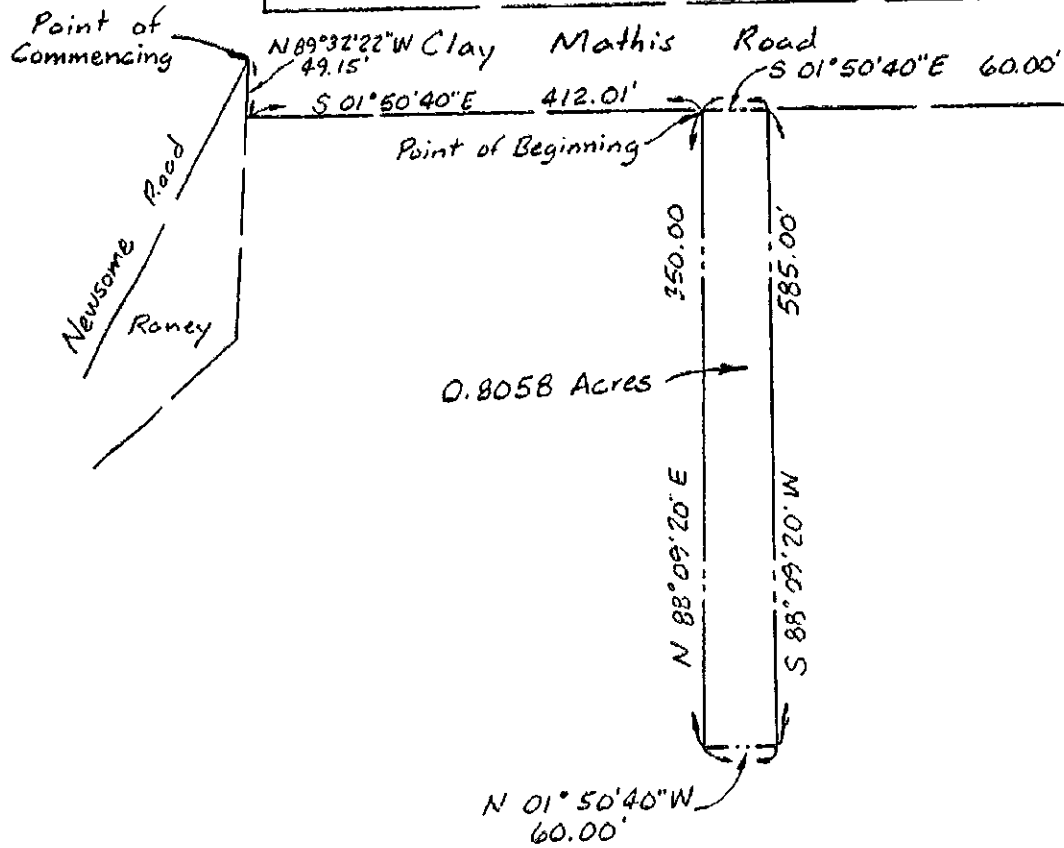 Point of
Commencing
N 89°32'22"W
49.15'
Clay Mathis Road
S 01°50'40"E 60.00'
S 01°50'40"E 412.01'
Point of Beginning
Newsome Road
Roney
350.00
585.00'
0.8058 Acres
N 88°09'20" E
S 88°09'20" W
N 01°50'40"W
60.00'